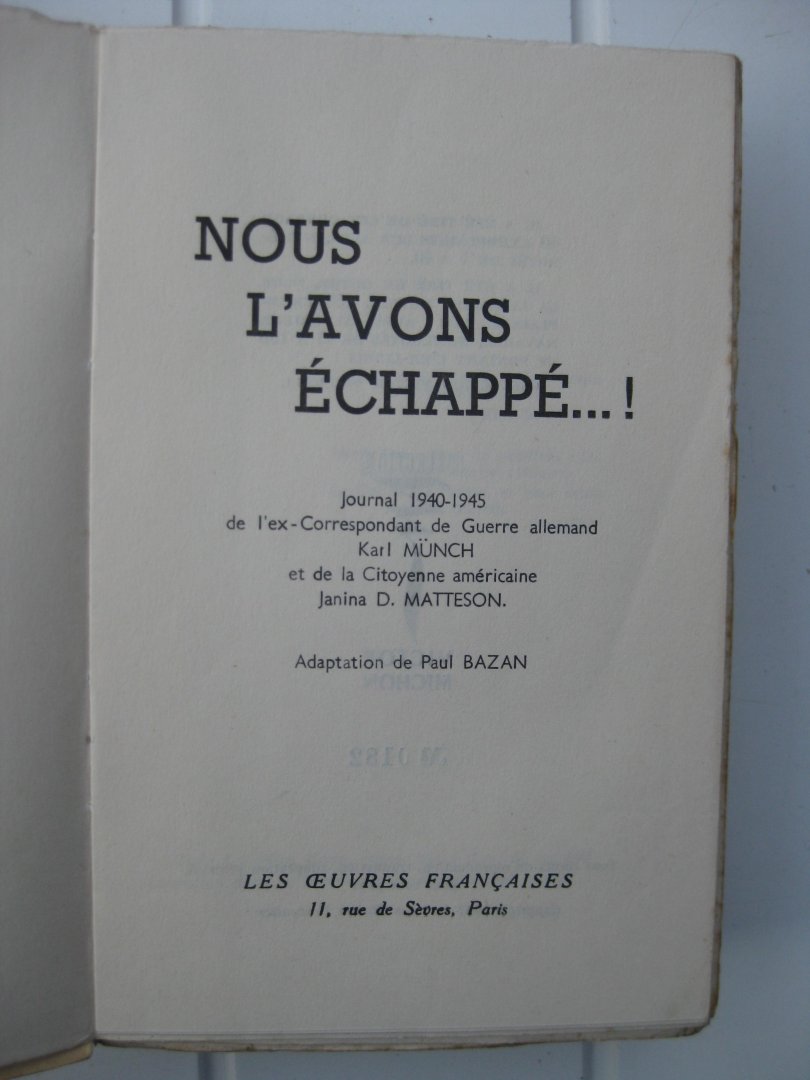 NOUS
L'AVONS
ÉCHAPPÉ...!
Journal 1940-1945
de l'ex-Correspondant de Guerre allemand
Karl MÜNCH
et de la Citoyenne américaine
Janina D. MATTESON.
Adaptation de Paul BAZAN
LES ŒUVRES FRANÇAISES
11, rue de Sèvres, Paris